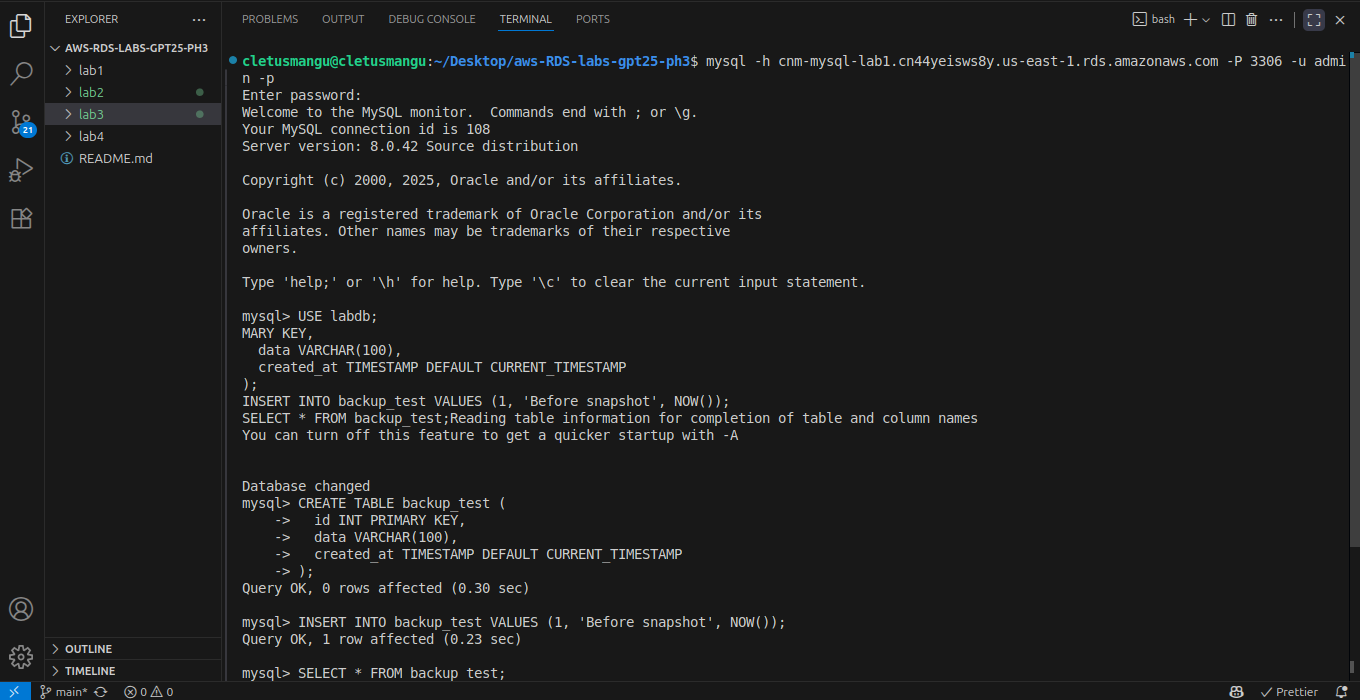 EXPLORER
AWS-RDS-LABS-GPT25-PH3
lab1
lab2
lab3
lab4
README.md
21
OUTLINE
TIMELINE
PROBLEMS OUTPUT DEBUG CONSOLE TERMINAL PORTS
bash
cletusmangu@cletusmangu:~/Desktop/aws-RDS-labs-gpt25-ph3$ mysql -h cnm-mysql-lab1.cn44yeisws8y.us-east-1.rds.amazonaws.com -P 3306 -u admi
n -p
Enter password:
Welcome to the MySQL monitor.  Commands end with ; or \g.
Your MySQL connection id is 108
Server version: 8.0.42 Source distribution
Copyright (c) 2000, 2025, Oracle and/or its affiliates.
Oracle is a registered trademark of Oracle Corporation and/or its
affiliates. Other names may be trademarks of their respective
owners.
Type 'help;' or '\h' for help. Type '\c' to clear the current input statement.
mysql> USE labdb;
MARY KEY,
  data VARCHAR(100),
  created_at TIMESTAMP DEFAULT CURRENT_TIMESTAMP
);
INSERT INTO backup_test VALUES (1, 'Before snapshot', NOW());
SELECT * FROM backup_test;Reading table information for completion of table and column names
You can turn off this feature to get a quicker startup with -A
Database changed
mysql> CREATE TABLE backup_test (
    ->   id INT PRIMARY KEY,
    ->   data VARCHAR(100),
    ->   created_at TIMESTAMP DEFAULT CURRENT_TIMESTAMP
    -> );
Query OK, 0 rows affected (0.30 sec)
mysql> INSERT INTO backup_test VALUES (1, 'Before snapshot', NOW());
Query OK, 1 row affected (0.23 sec)
mysql> SELECT * FROM backup_test;
main* 0 0 Prettier